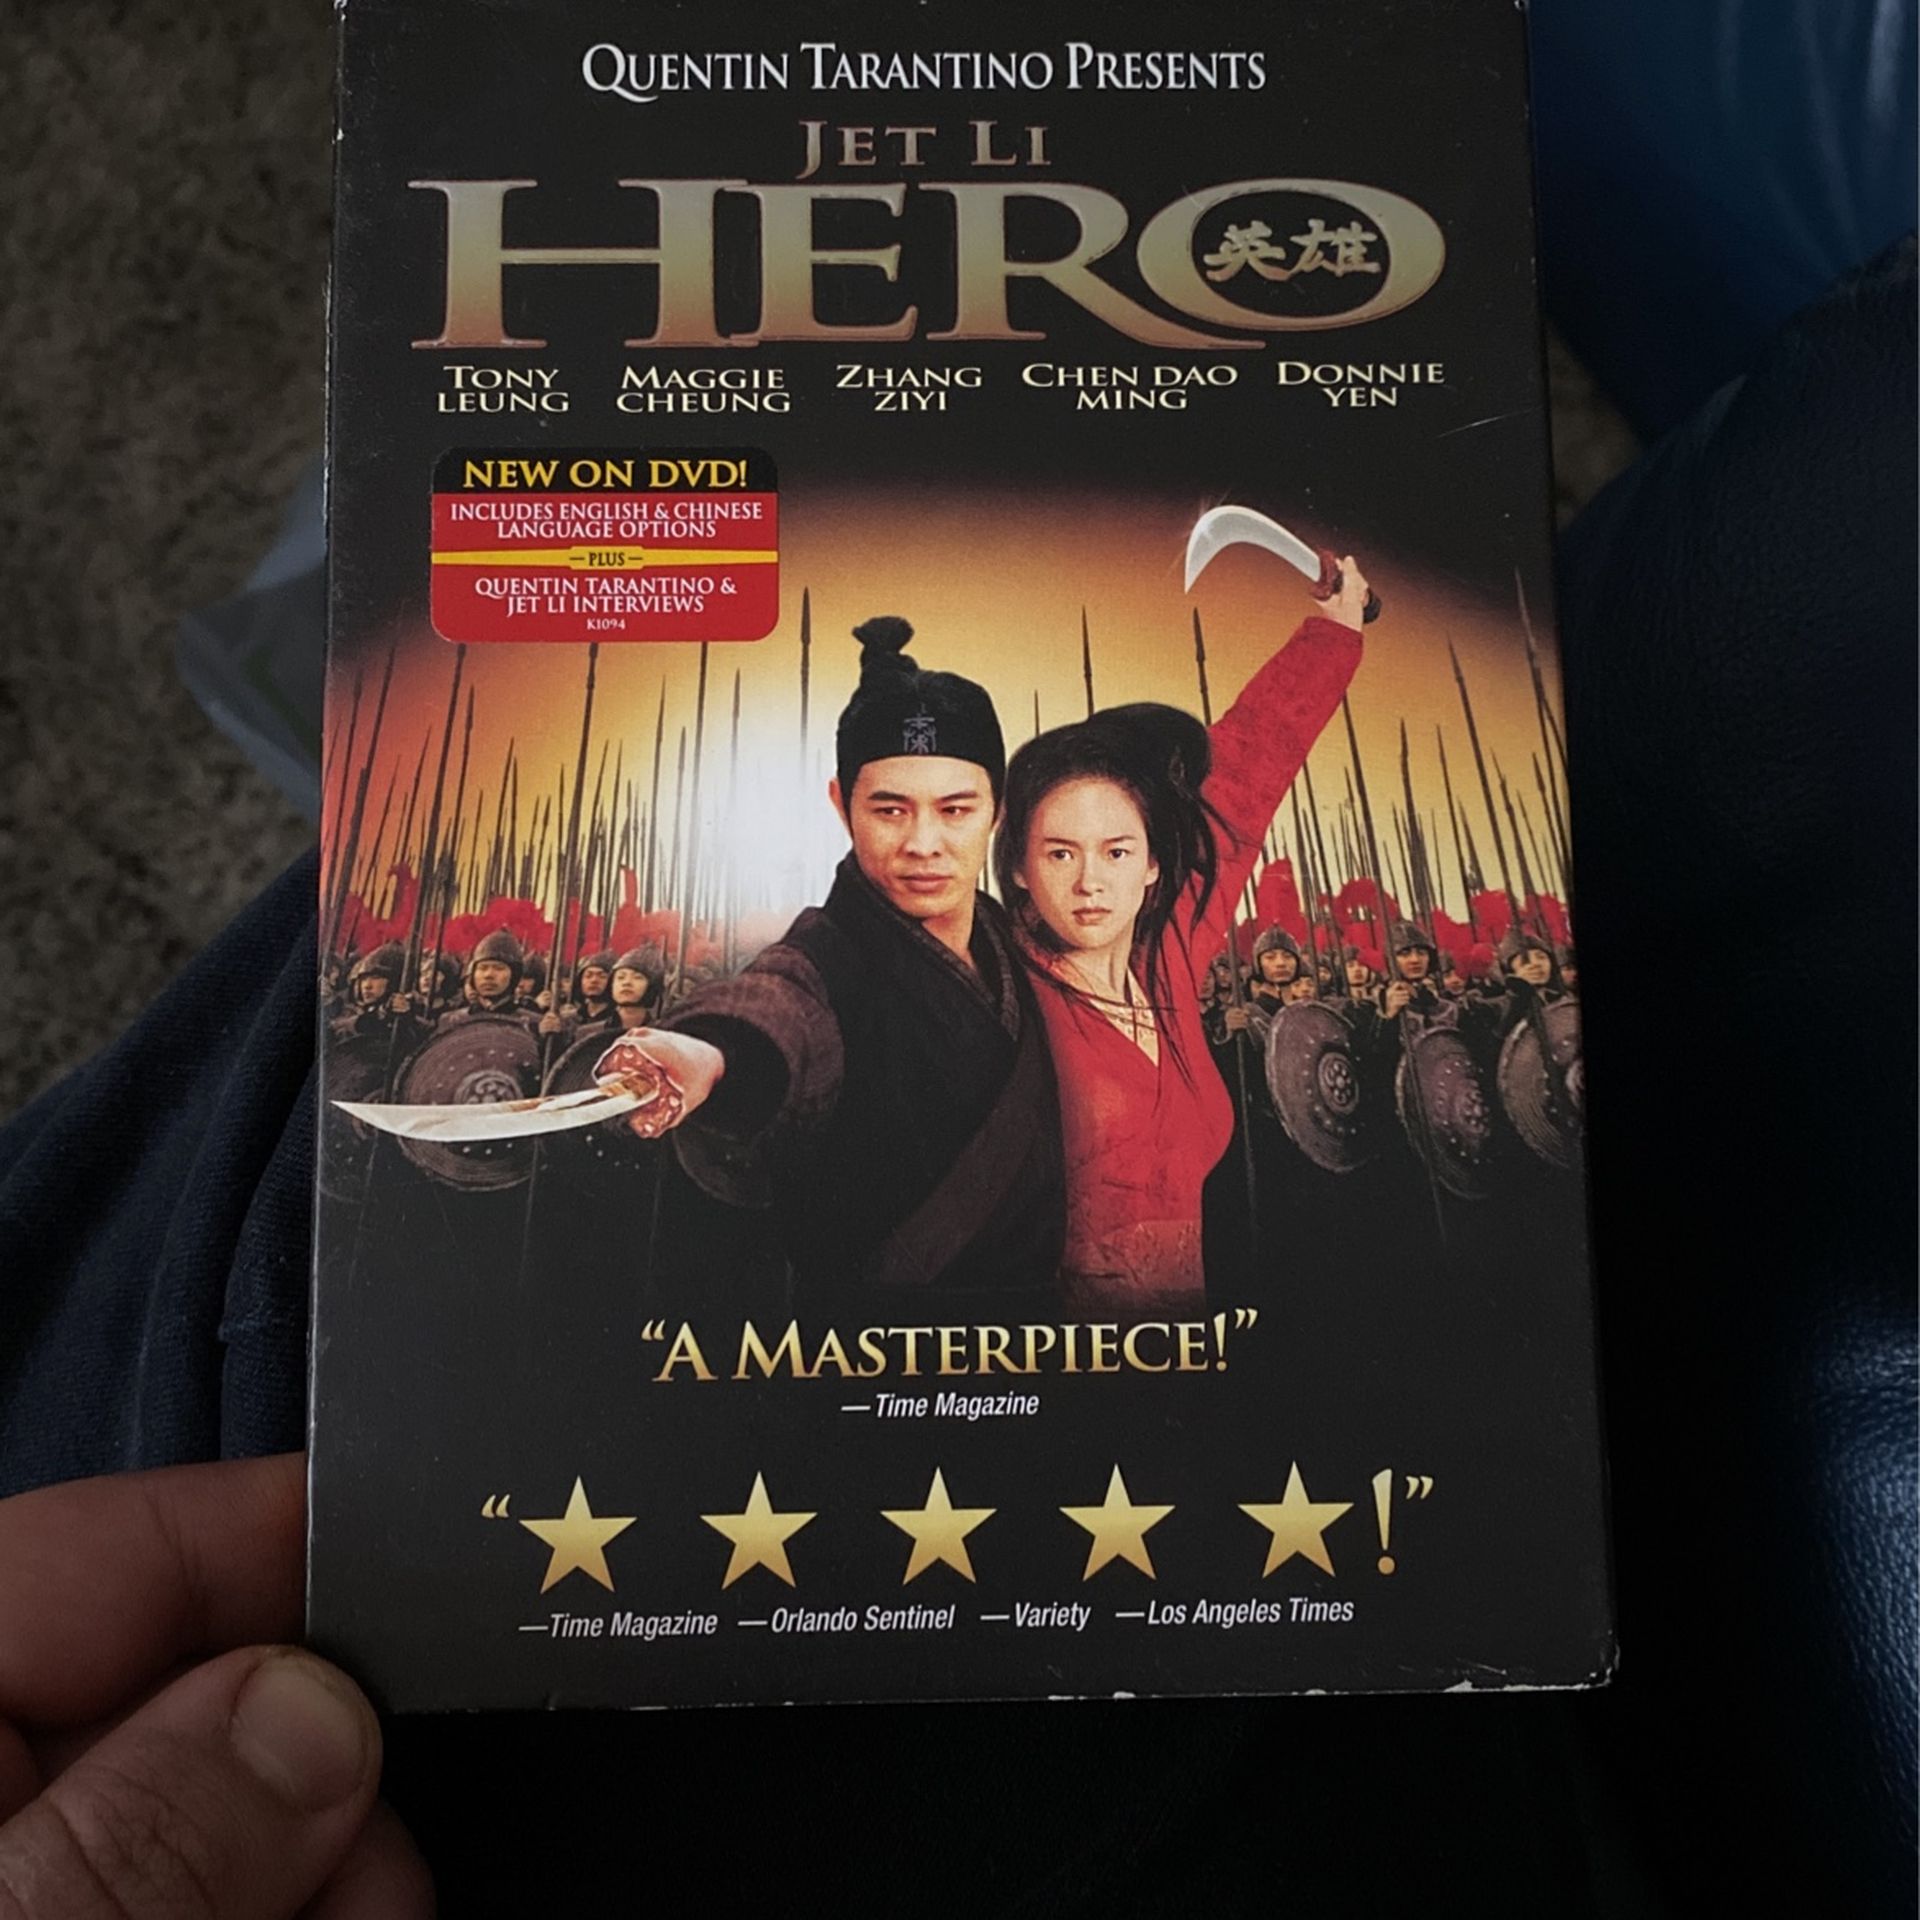 QUENTIN TARANTINO PRESENTS
JET LI
HERO
英雄
TONY LEUNG MAGGIE CHEUNG ZHANG ZIYI CHEN DAO MING DONNIE YEN
NEW ON DVD!
INCLUDES ENGLISH & CHINESE
LANGUAGE OPTIONS
—PLUS—
QUENTIN TARANTINO &
JET LI INTERVIEWS
K1094
"A MASTERPIECE!"
—Time Magazine
"★ ★ ★ ★ ★!"
—Time Magazine —Orlando Sentinel —Variety —Los Angeles Times